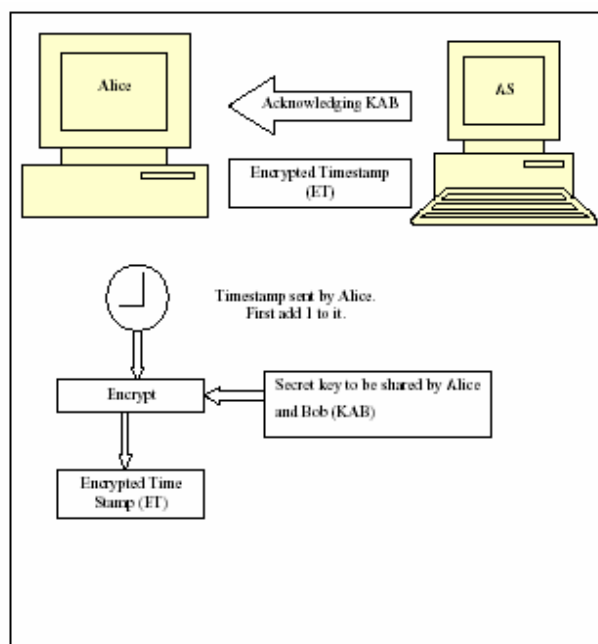 Alice
AS
Acknowledging KAB
Encrypted Timestamp
(ET)
Timestamp sent by Alice.
First add 1 to it.
Encrypt
Secret key to be shared by Alice
and Bob (KAB)
Encrypted Time
Stamp (ET)